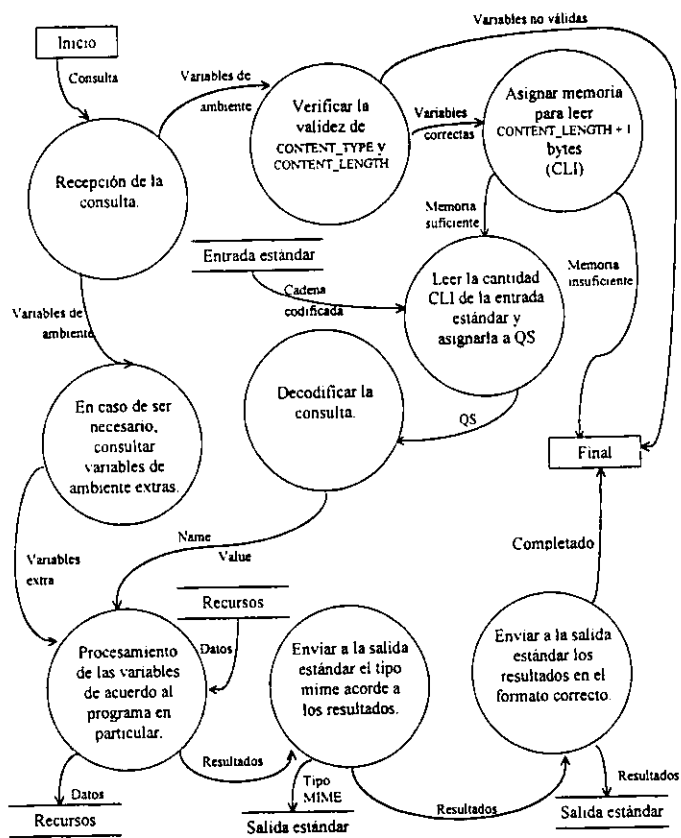 Variables no válidas
Inicio
Consulta
Variables de
ambiente
Verificar la
validez de
CONTENT_TYPE y
CONTENT_LENGTH
Variables
correctas
Asignar memoria
para leer
CONTENT_LENGTH + 1
bytes
(CLI)
Recepción de la
consulta.
Memoria
suficiente
Memoria
insuficiente
Entrada estándar
Cadena
codificada
Leer la cantidad
CLI de la entrada
estándar y
asignarla a QS
Variables de
ambiente
En caso de ser
necesario,
consultar
variables de
ambiente extras.
Decodificar la
consulta.
QS
Final
Name
Value
Completado
Variables
extra
Recursos
Datos
Procesamiento
de las variables
de acuerdo al
programa en
particular.
Enviar a la salida
estándar el tipo
mime acorde a
los resultados.
Enviar a la salida
estándar los
resultados en el
formato correcto.
Resultados
Datos
Recursos
Tipo
MIME
Salida estándar
Resultados
Resultados
Salida estándar